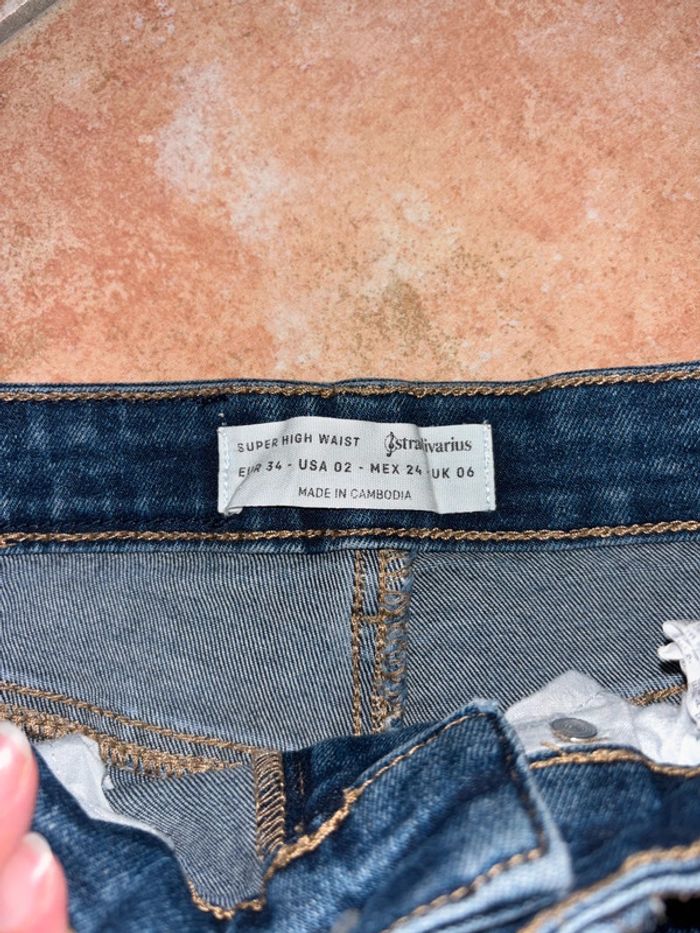 SUPER HIGH WAIST stradivarius
EUR 34 - USA 02 - MEX 24 - UK 06
MADE IN CAMBODIA